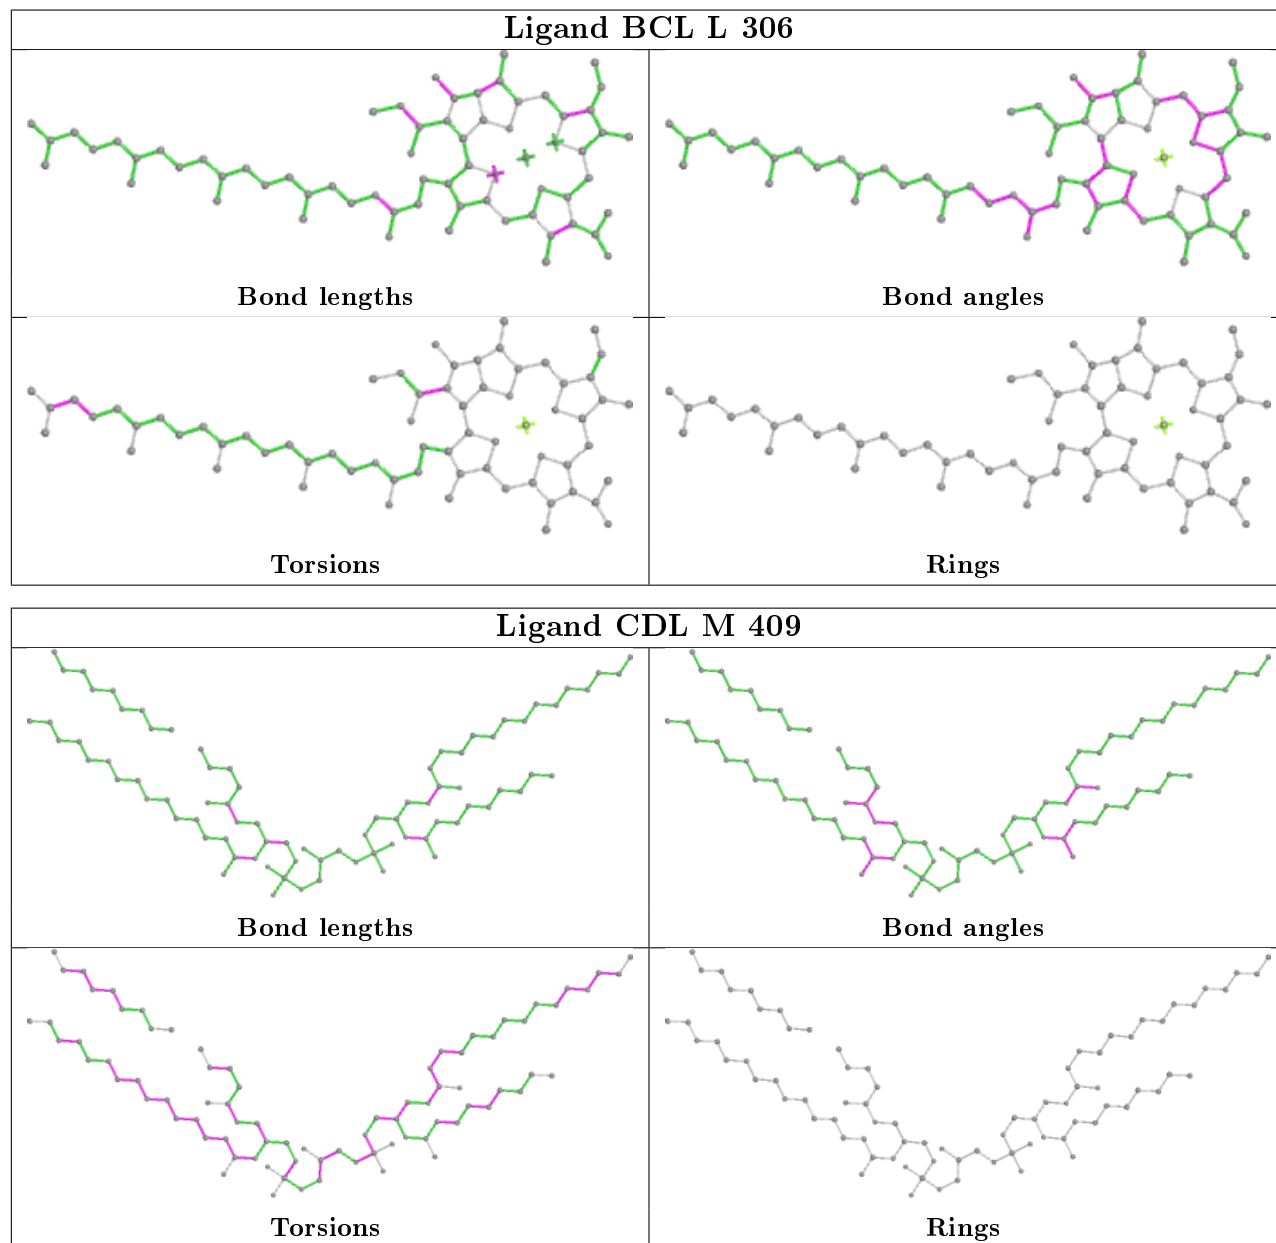 Ligand BCL L 306
Bond lengths
Bond angles
Torsions
Rings
Ligand CDL M 409
Bond lengths
Bond angles
Torsions
Rings